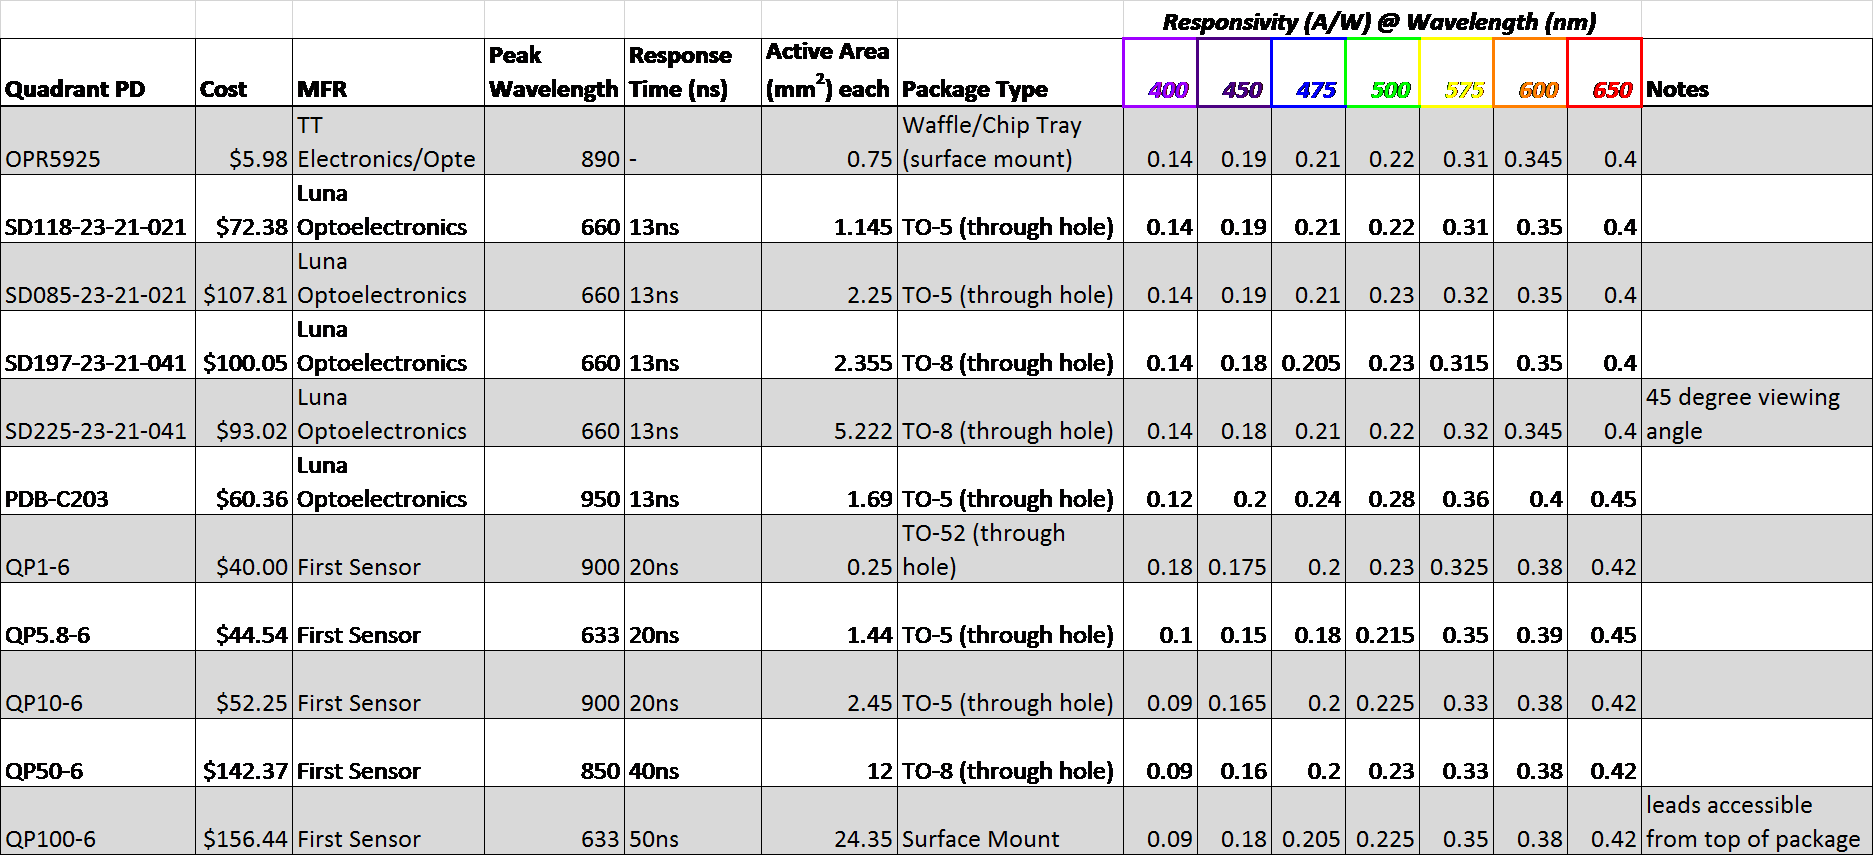 Responsivity (A/W) @ Wavelength (nm)
Quadrant PD Cost MFR Peak Wavelength Response Time (ns) Active Area (mm²) each Package Type 400 450 475 500 575 600 650 Notes
OPR5925 $5.98 TT Electronics/Opte 890 - 0.75 Waffle/Chip Tray (surface mount) 0.14 0.19 0.21 0.22 0.31 0.345 0.4
SD118-23-21-021 $72.38 Luna Optoelectronics 660 13ns 1.145 TO-5 (through hole) 0.14 0.19 0.21 0.22 0.31 0.35 0.4
SD085-23-21-021 $107.81 Luna Optoelectronics 660 13ns 2.25 TO-5 (through hole) 0.14 0.19 0.21 0.23 0.32 0.35 0.4
SD197-23-21-041 $100.05 Luna Optoelectronics 660 13ns 2.355 TO-8 (through hole) 0.14 0.18 0.205 0.23 0.315 0.35 0.4
SD225-23-21-041 $93.02 Luna Optoelectronics 660 13ns 5.222 TO-8 (through hole) 0.14 0.18 0.21 0.22 0.32 0.345 0.4 45 degree viewing angle
PDB-C203 $60.36 Luna Optoelectronics 950 13ns 1.69 TO-5 (through hole) 0.12 0.2 0.24 0.28 0.36 0.4 0.45
QP1-6 $40.00 First Sensor 900 20ns 0.25 TO-52 (through hole) 0.18 0.175 0.2 0.23 0.325 0.38 0.42
QP5.8-6 $44.54 First Sensor 633 20ns 1.44 TO-5 (through hole) 0.1 0.15 0.18 0.215 0.35 0.39 0.45
QP10-6 $52.25 First Sensor 900 20ns 2.45 TO-5 (through hole) 0.09 0.165 0.2 0.225 0.33 0.38 0.42
QP50-6 $142.37 First Sensor 850 40ns 12 TO-8 (through hole) 0.09 0.16 0.2 0.23 0.33 0.38 0.42
QP100-6 $156.44 First Sensor 633 50ns 24.35 Surface Mount 0.09 0.18 0.205 0.225 0.35 0.38 0.42 leads accessible from top of package